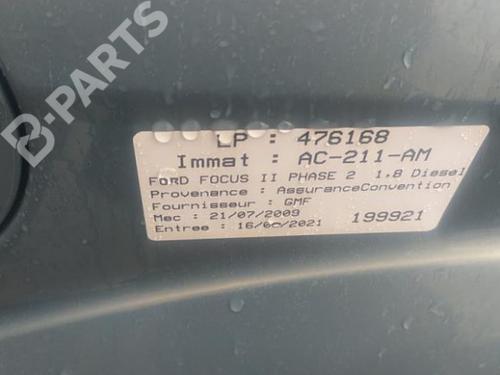 B-PARTS
LP : 476168
Immat : AC-211-AM
FORD FOCUS II PHASE 2 1.8 Diesel
Provenance : AssuranceConvention
Fournisseur : GMF
Mec : 21/07/2009
199921
Entree :